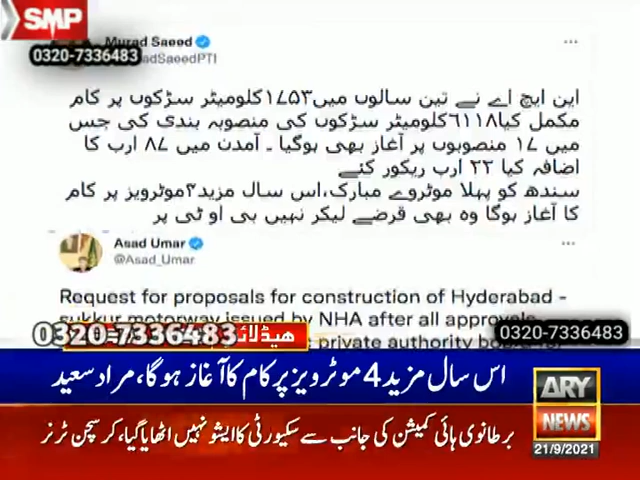 SMP
0320-7336483
Murad Saeed
adSaeedPTI
این ایچ اے نے تین سالوں میں۱۷۵۳کلومیٹر سڑکوں پر کام
مکمل کیا۶۱۱۸کلومیٹر سڑکوں کی منصوبہ بندی کی جس
میں ۱۷ منصوبوں پر آغاز بھی ہوگیا ۔ آمدن میں ۸۷ ارب کا
اضافہ کیا ۲۲ ارب ریکور کئے
سندھ کو پہلا موٹروے مبارک،اس سال مزید۴موٹرویز پر کام
کا آغاز ہوگا وہ بھی قرضے لیکر نہیں بی او ٹی پر
Asad Umar
@Asad_Umar
Request for proposals for construction of Hyderabad -
sukkur motorway issued by NHA after all approvals
private authority board for
0320-7336483
ہیڈلائنز
0320-7336483
اس سال مزید 4 موٹرویز پر کام کا آغاز ہوگا، مراد سعید
برطانوی ہائی کمیشن کی جانب سے سکیورٹی کا ایشو نہیں اٹھایا گیا، کرسچن ٹرنر
ARY
NEWS
21/9/2021